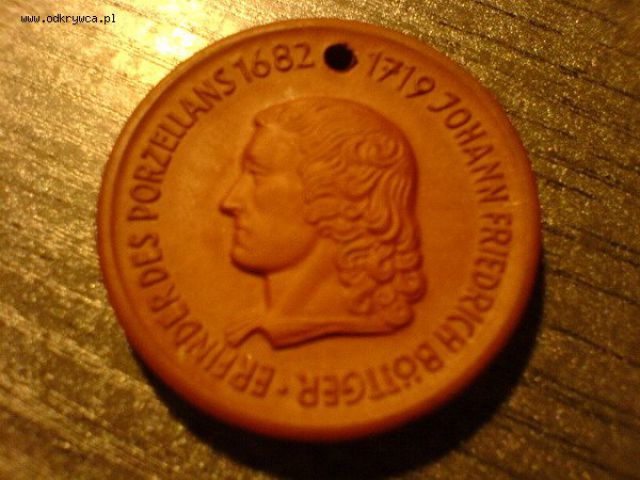 www.odkrywca.pl
1719 JOHANN FRIEDRICH BÖTTGER • ERFINDER DES PORZELLANS 1682